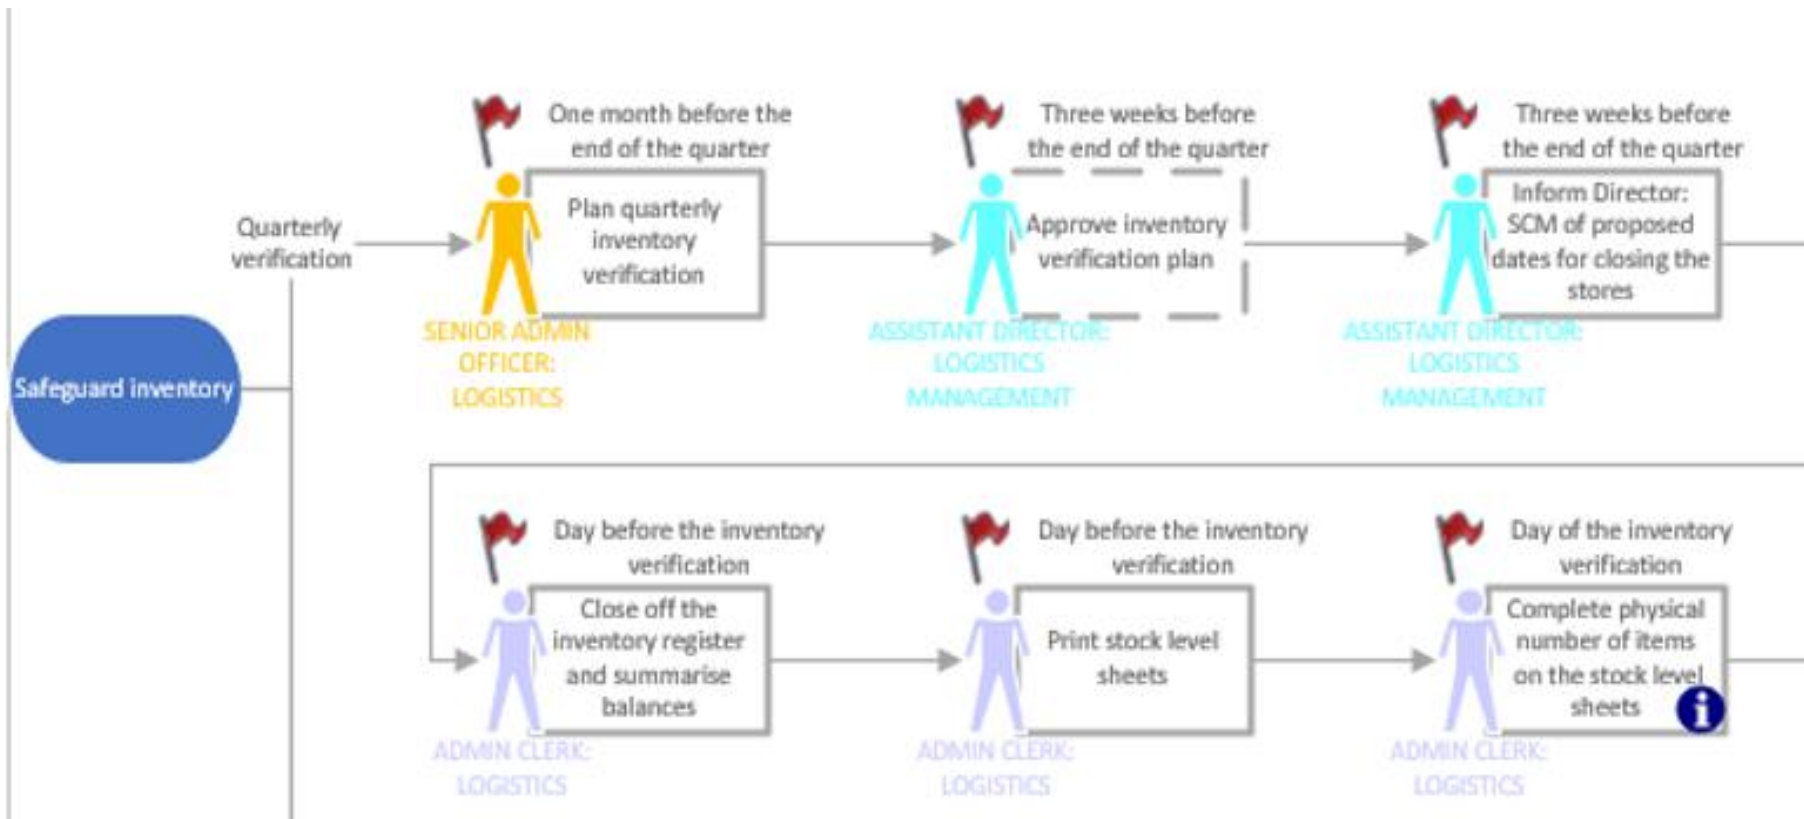 One month before the
end of the quarter
Three weeks before
the end of the quarter
Three weeks before
the end of the quarter
Quarterly
verification
Plan quarterly
inventory
verification
Approve inventory
verification plan
Inform Director:
SCM of proposed
dates for closing the
stores
SENIOR ADMIN
OFFICER:
LOGISTICS
ASSISTANT DIRECTOR:
LOGISTICS
MANAGEMENT
ASSISTANT DIRECTOR:
LOGISTICS
MANAGEMENT
Safeguard inventory
Day before the inventory
verification
Day before the inventory
verification
Day of the inventory
verification
Close off the
inventory register
and summarise
balances
Print stock level
sheets
Complete physical
number of items
on the stock level
sheets
i
ADMIN CLERK:
LOGISTICS
ADMIN CLERK:
LOGISTICS
ADMIN CLERK:
LOGISTICS